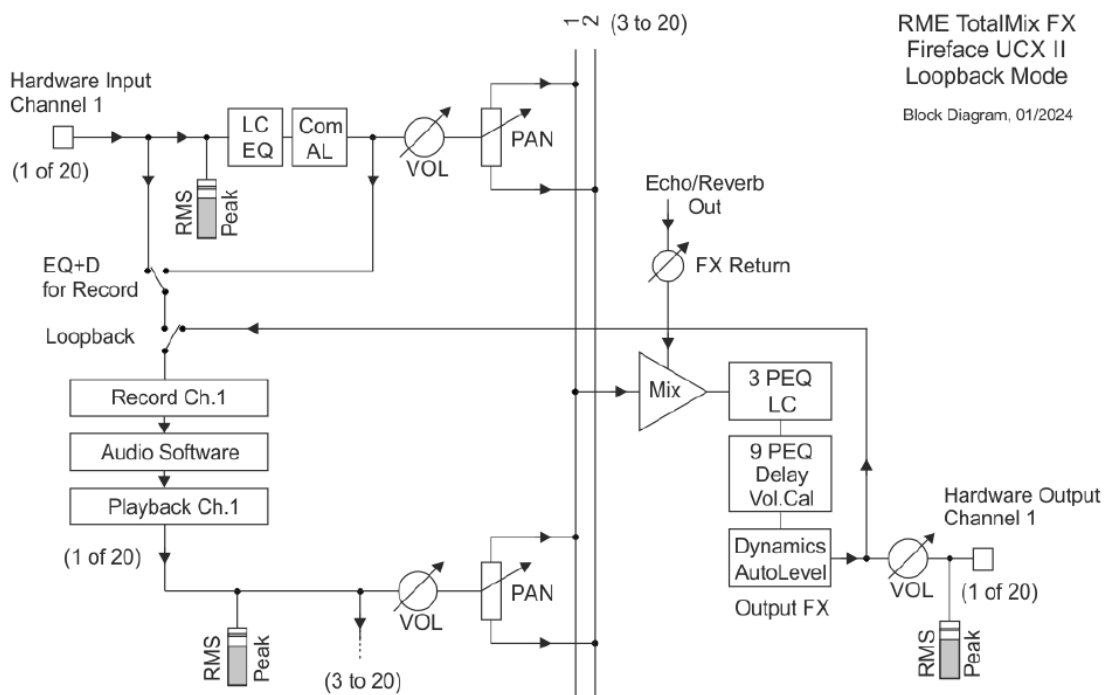 1
2
(3 to 20)
RME TotalMix FX
Fireface UCX II
Loopback Mode
Block Diagram, 01/2024
Hardware Input
Channel 1
(1 of 20)
LC
EQ
Com
AL
VOL
PAN
RMS
Peak
Echo/Reverb
Out
FX Return
EQ+D
for Record
Loopback
Record Ch.1
Audio Software
Playback Ch.1
(1 of 20)
Mix
3 PEQ
LC
9 PEQ
Delay
Vol.Cal
Dynamics
AutoLevel
Output FX
Hardware Output
Channel 1
VOL
(1 of 20)
RMS
Peak
VOL
PAN
RMS
Peak
(3 to 20)